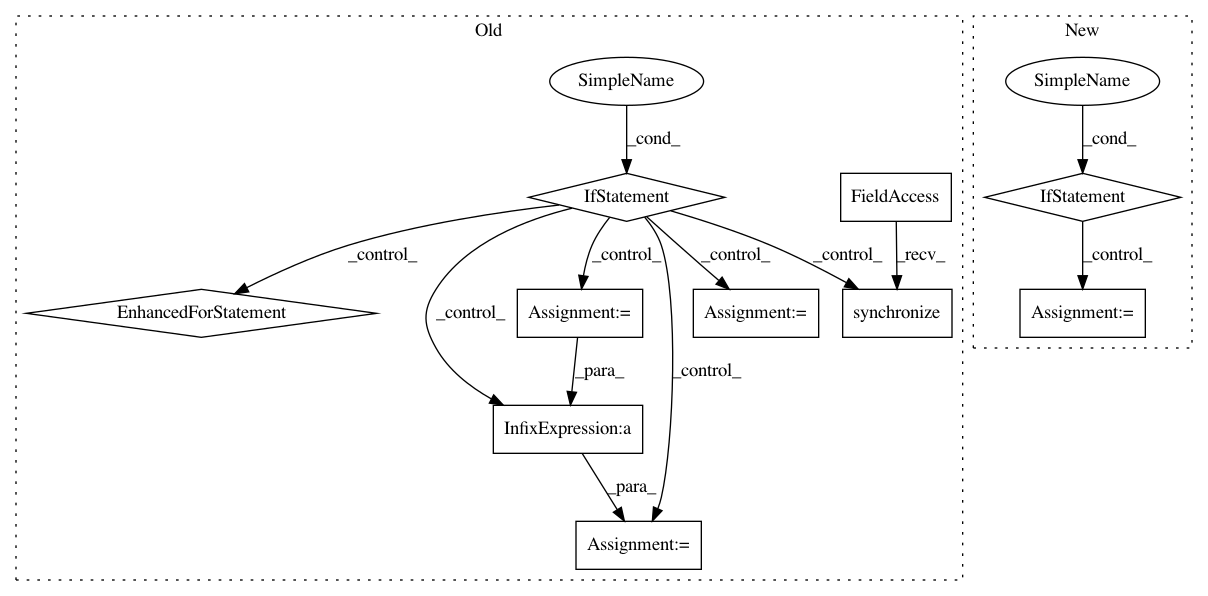 Old
New
SimpleName
SimpleName
_cond_
_cond_
IfStatement
FieldAccess
IfStatement
_control_
_control_
_control_
_control_
_recv_
_control_
_control_
EnhancedForStatement
Assignment:=
Assignment:=
synchronize
Assignment:=
_para_
_control_
InfixExpression:a
_para_
Assignment:=